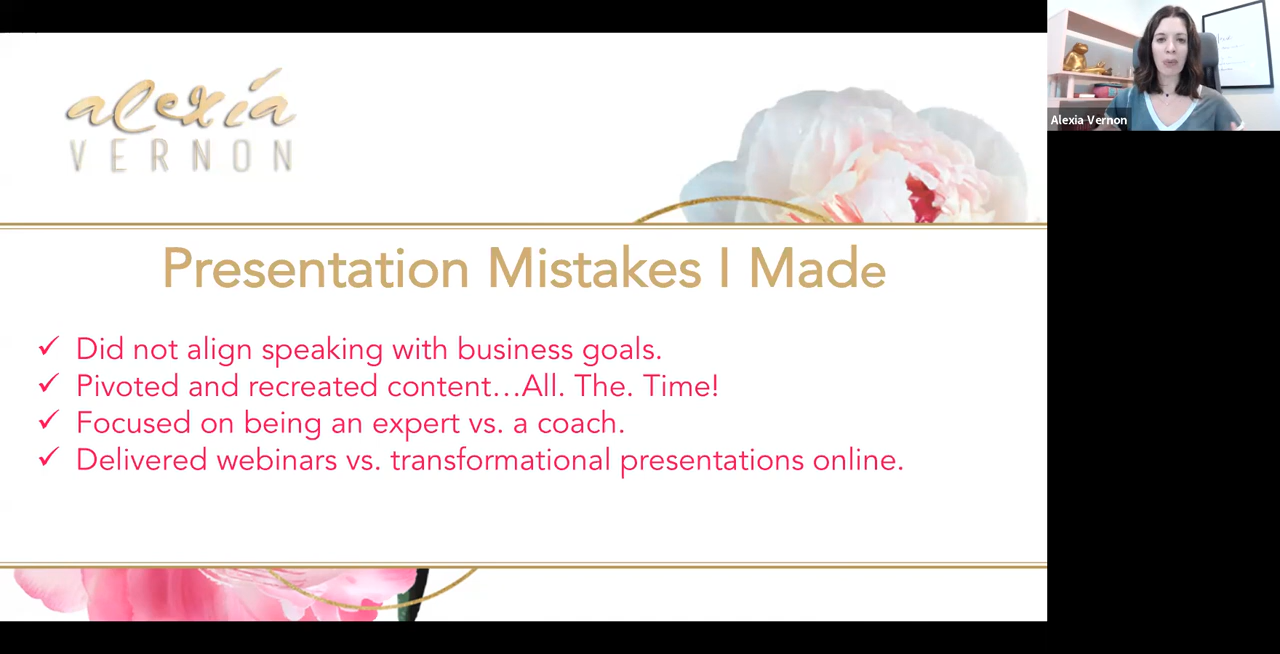 alexia
VERNON
Alexia Vernon
Presentation Mistakes I Made
✓ Did not align speaking with business goals.
✓ Pivoted and recreated content...All. The. Time!
✓ Focused on being an expert vs. a coach.
✓ Delivered webinars vs. transformational presentations online.